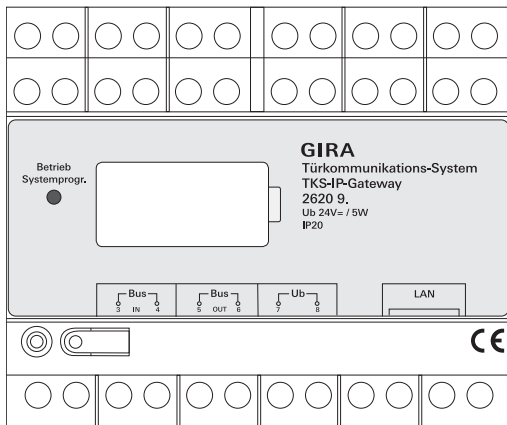 GIRA
Türkommunikations-System
TKS-IP-Gateway
2620 9.
Ub 24V= / 5W
IP20
Betrieb
Systemprogr.
Bus
3 IN 4
Bus
5 OUT 6
Ub
7 8
LAN
CE